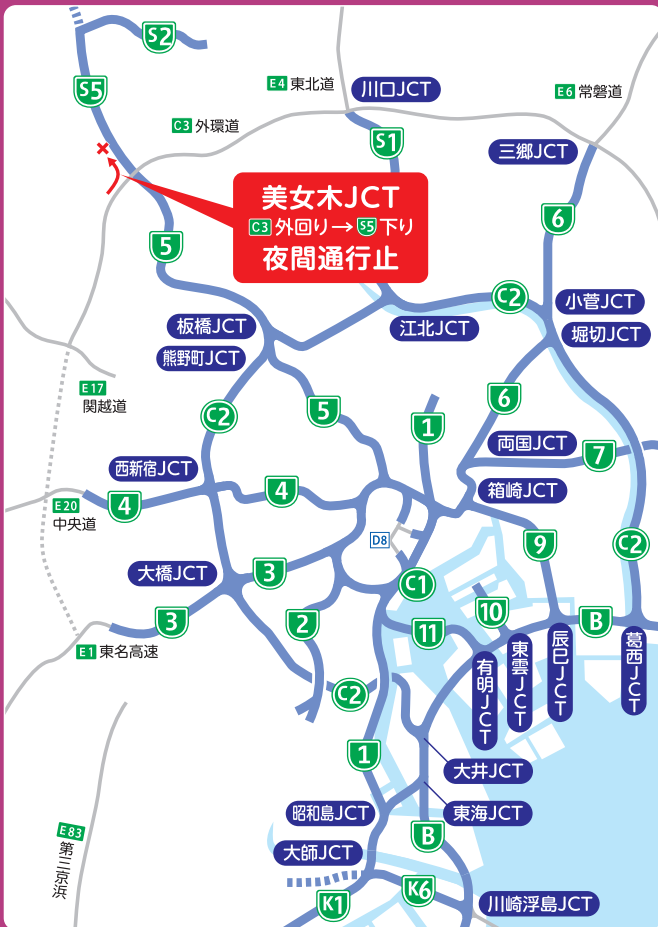 S2
S5
E4 東北道
川口JCT
E6 常磐道
C3 外環道
S1
三郷JCT
美女木JCT
C3 外回り→S5 下り
夜間通行止
6
5
C2
小菅JCT
板橋JCT
江北JCT
堀切JCT
熊野町JCT
E17
関越道
C2
5
1
6
両国JCT
7
西新宿JCT
4
箱崎JCT
E20
中央道
4
D8
9
C2
大橋JCT
3
C1
3
2
11
10
B
E1 東名高速
有明JCT
東雲JCT
辰巳JCT
葛西JCT
C2
1
大井JCT
昭和島JCT
東海JCT
E83
第三京浜
B
大師JCT
K1
K6
川崎浮島JCT